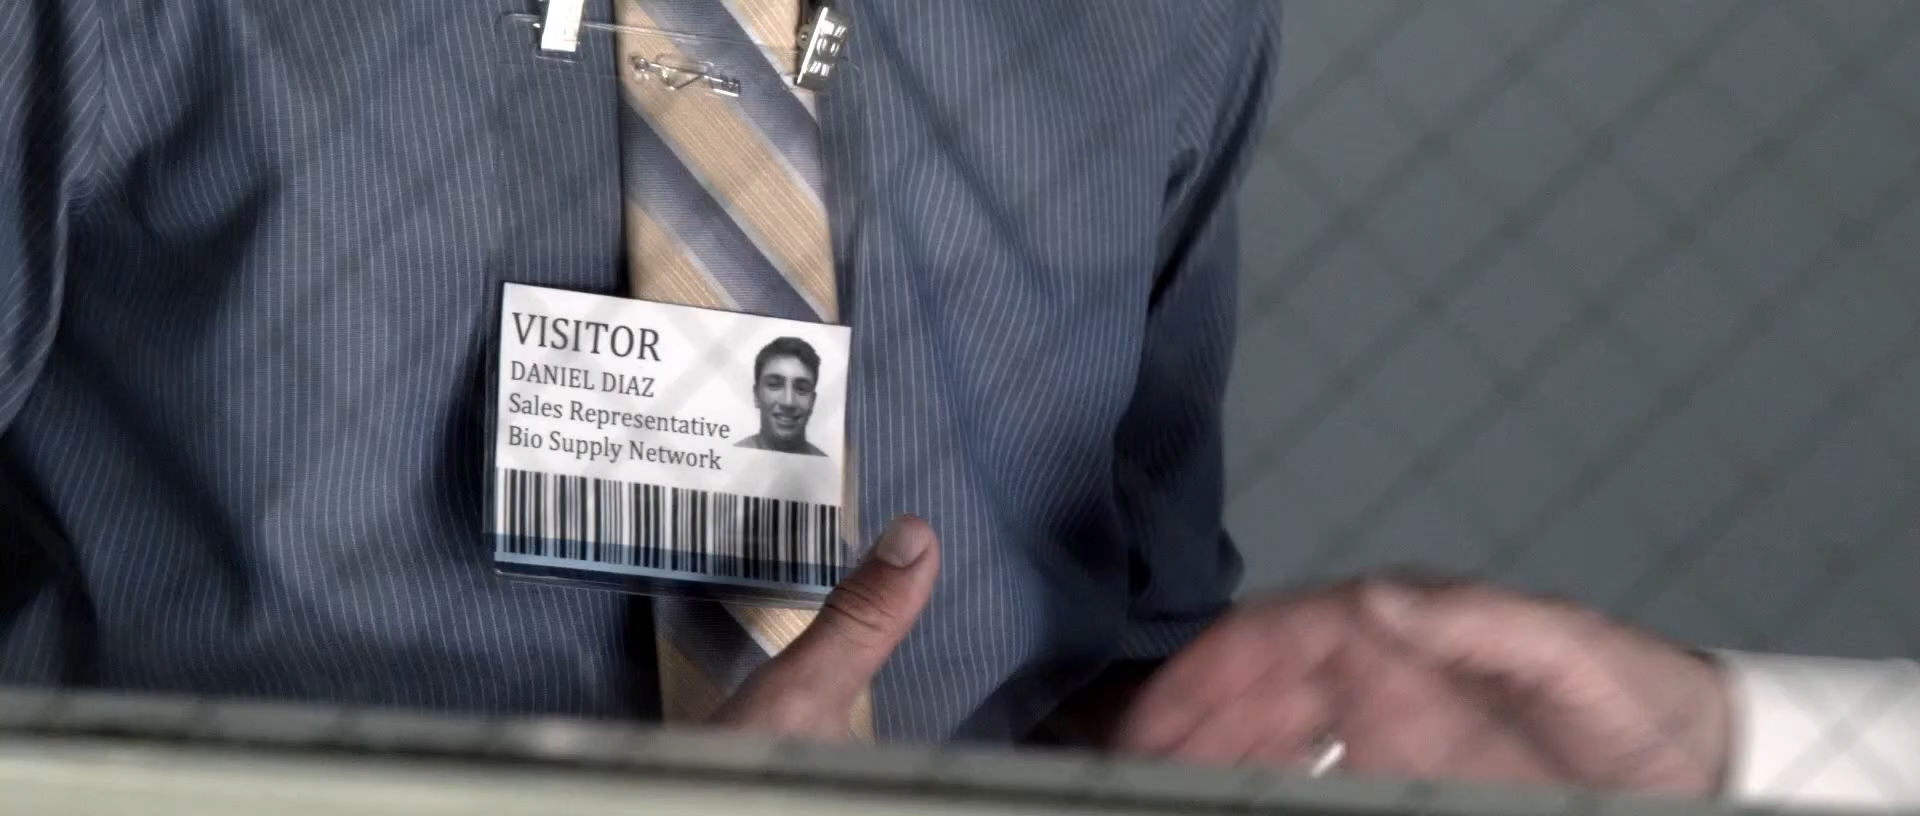 VISITOR
DANIEL DIAZ
Sales Representative
Bio Supply Network